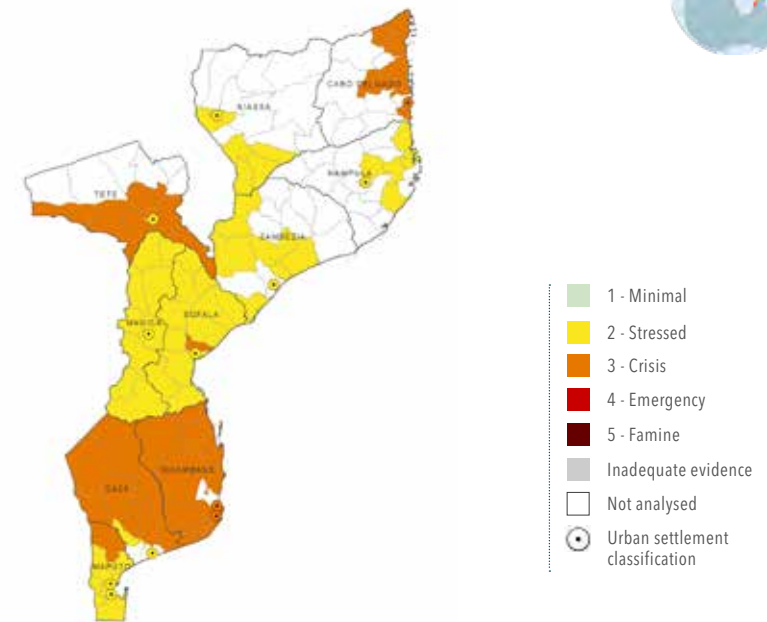 CABO DELGADO
NIASSA
NAMPULA
TETE
ZAMBEZIA
SOFALA
MANICA
INHAMBANE
GAZA
MAPUTO
1 - Minimal
2 - Stressed
3 - Crisis
4 - Emergency
5 - Famine
Inadequate evidence
Not analysed
Urban settlement
classification